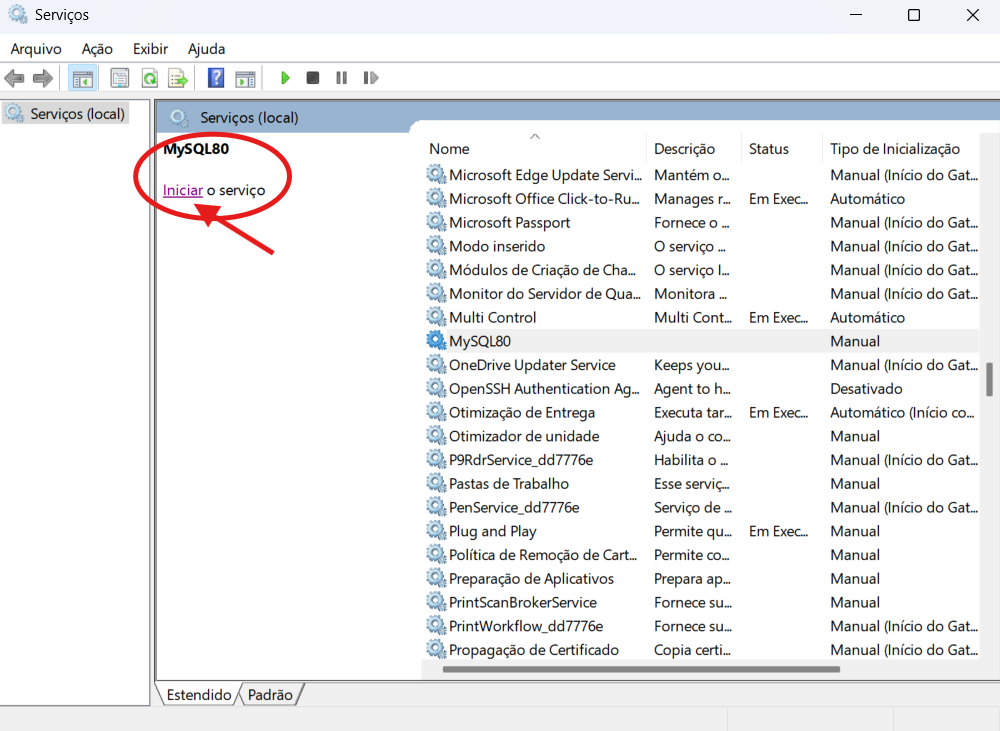 Serviços
Arquivo Ação Exibir Ajuda
Serviços (local)
Serviços (local)
MySQL80
Iniciar o serviço
Nome Descrição Status Tipo de Inicialização
Microsoft Edge Update Servi... Mantém o... Manual (Início do Gat...
Microsoft Office Click-to-Ru... Manages r... Em Exec... Automático
Microsoft Passport Fornece o ... Manual (Início do Gat...
Modo inserido O serviço ... Manual (Início do Gat...
Módulos de Criação de Cha... O serviço I... Manual (Início do Gat...
Monitor do Servidor de Qua... Monitora ... Manual (Início do Gat...
Multi Control Multi Cont... Em Exec... Automático
MySQL80 Manual
OneDrive Updater Service Keeps you... Manual (Início do Gat...
OpenSSH Authentication Ag... Agent to h... Desativado
Otimização de Entrega Executa tar... Em Exec... Automático (Início co...
Otimizador de unidade Ajuda o co... Manual
P9RdrService_dd7776e Habilita o ... Manual (Início do Gat...
Pastas de Trabalho Esse serviç... Manual
PenService_dd7776e Serviço de ... Manual (Início do Gat...
Plug and Play Permite qu... Em Exec... Manual
Política de Remoção de Cart... Permite co... Manual
Preparação de Aplicativos Prepara ap... Manual
PrintScanBrokerService Fornece su... Manual
PrintWorkflow_dd7776e Fornece su... Manual (Início do Gat...
Propagação de Certificado Copia certi... Manual (Início do Gat...
Estendido Padrão